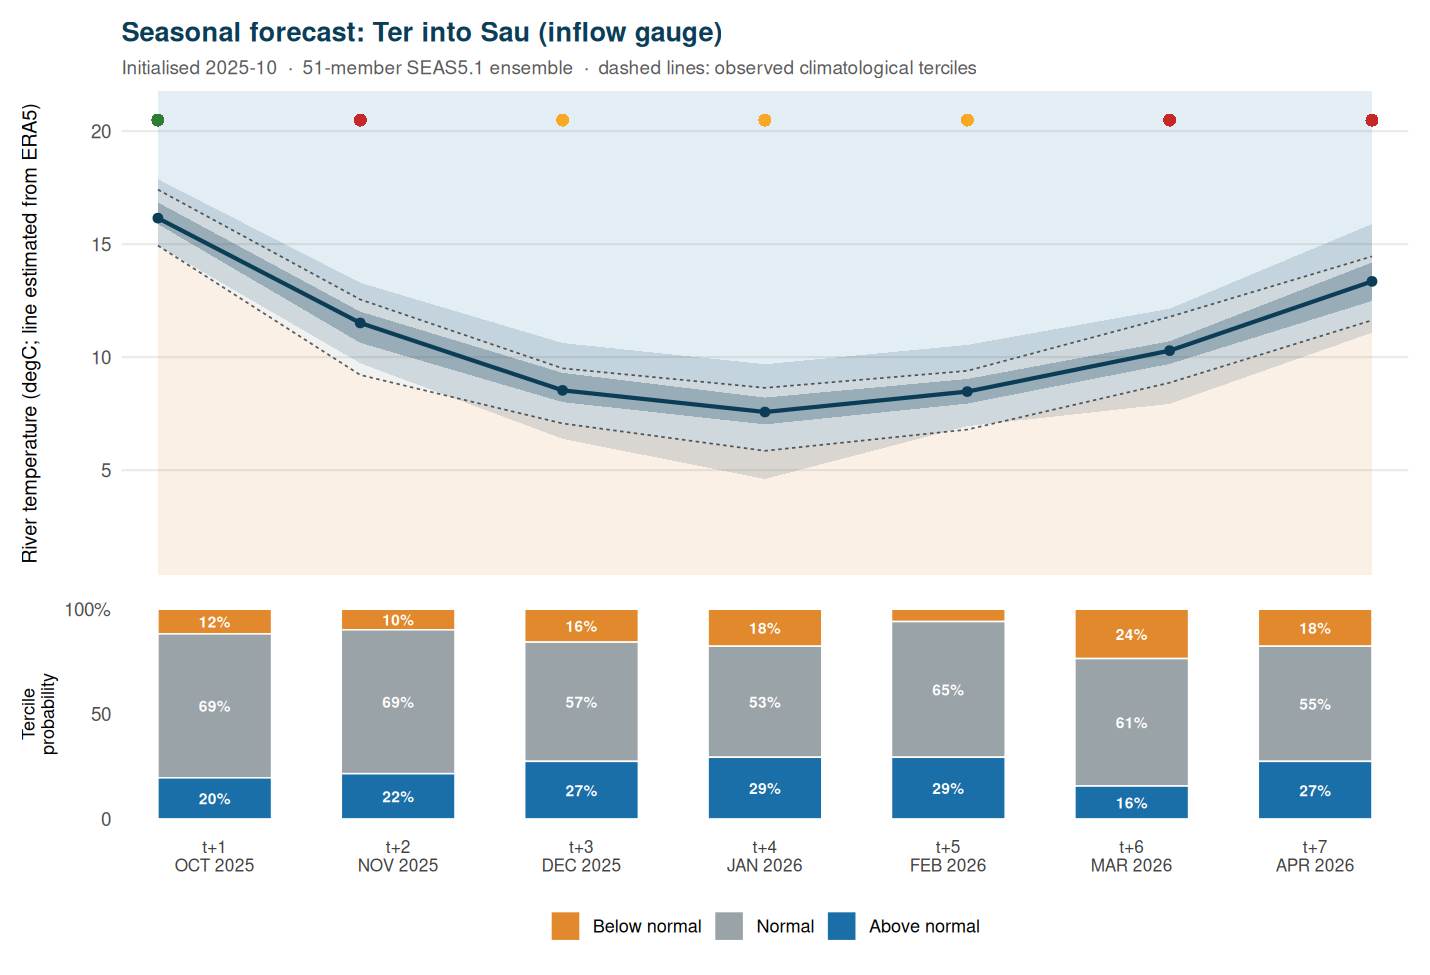 Seasonal forecast: Ter into Sau (inflow gauge)
Initialised 2025-10 · 51-member SEAS5.1 ensemble · dashed lines: observed climatological terciles
River temperature (degC; line estimated from ERA5)
20
15
10
5
Tercile
probability
100%
50
0
12% 10% 16% 18% 24% 18%
69% 69% 57% 53% 65% 61% 55%
20% 22% 27% 29% 29% 16% 27%
t+1 t+2 t+3 t+4 t+5 t+6 t+7
OCT 2025 NOV 2025 DEC 2025 JAN 2026 FEB 2026 MAR 2026 APR 2026
Below normal Normal Above normal